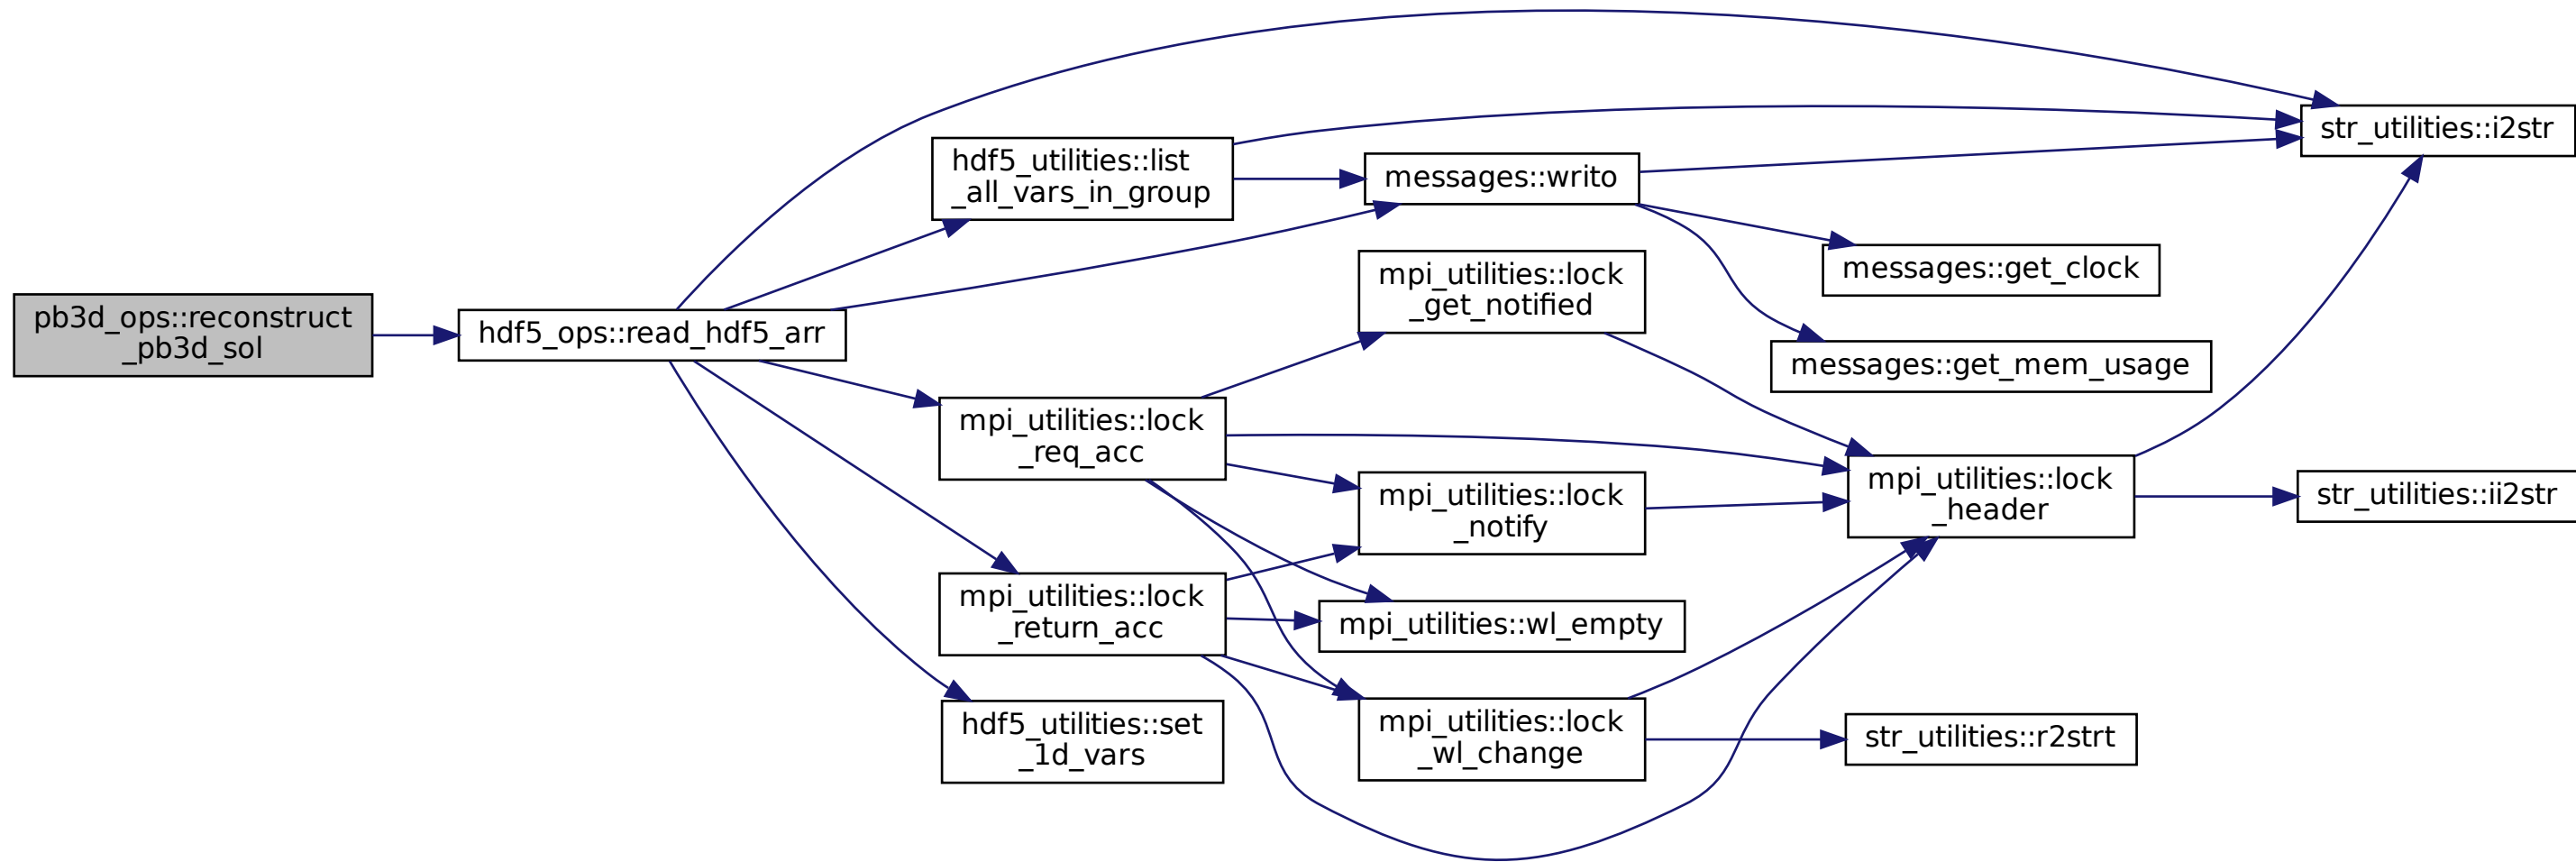 pb3d_ops::reconstruct
_pb3d_sol
hdf5_ops::read_hdf5_arr
hdf5_utilities::list
_all_vars_in_group
messages::writo
str_utilities::i2str
messages::get_clock
messages::get_mem_usage
mpi_utilities::lock
_get_notified
mpi_utilities::lock
_req_acc
mpi_utilities::lock
_notify
mpi_utilities::lock
_header
str_utilities::ii2str
mpi_utilities::lock
_return_acc
mpi_utilities::wl_empty
mpi_utilities::lock
_wl_change
str_utilities::r2strt
hdf5_utilities::set
_1d_vars